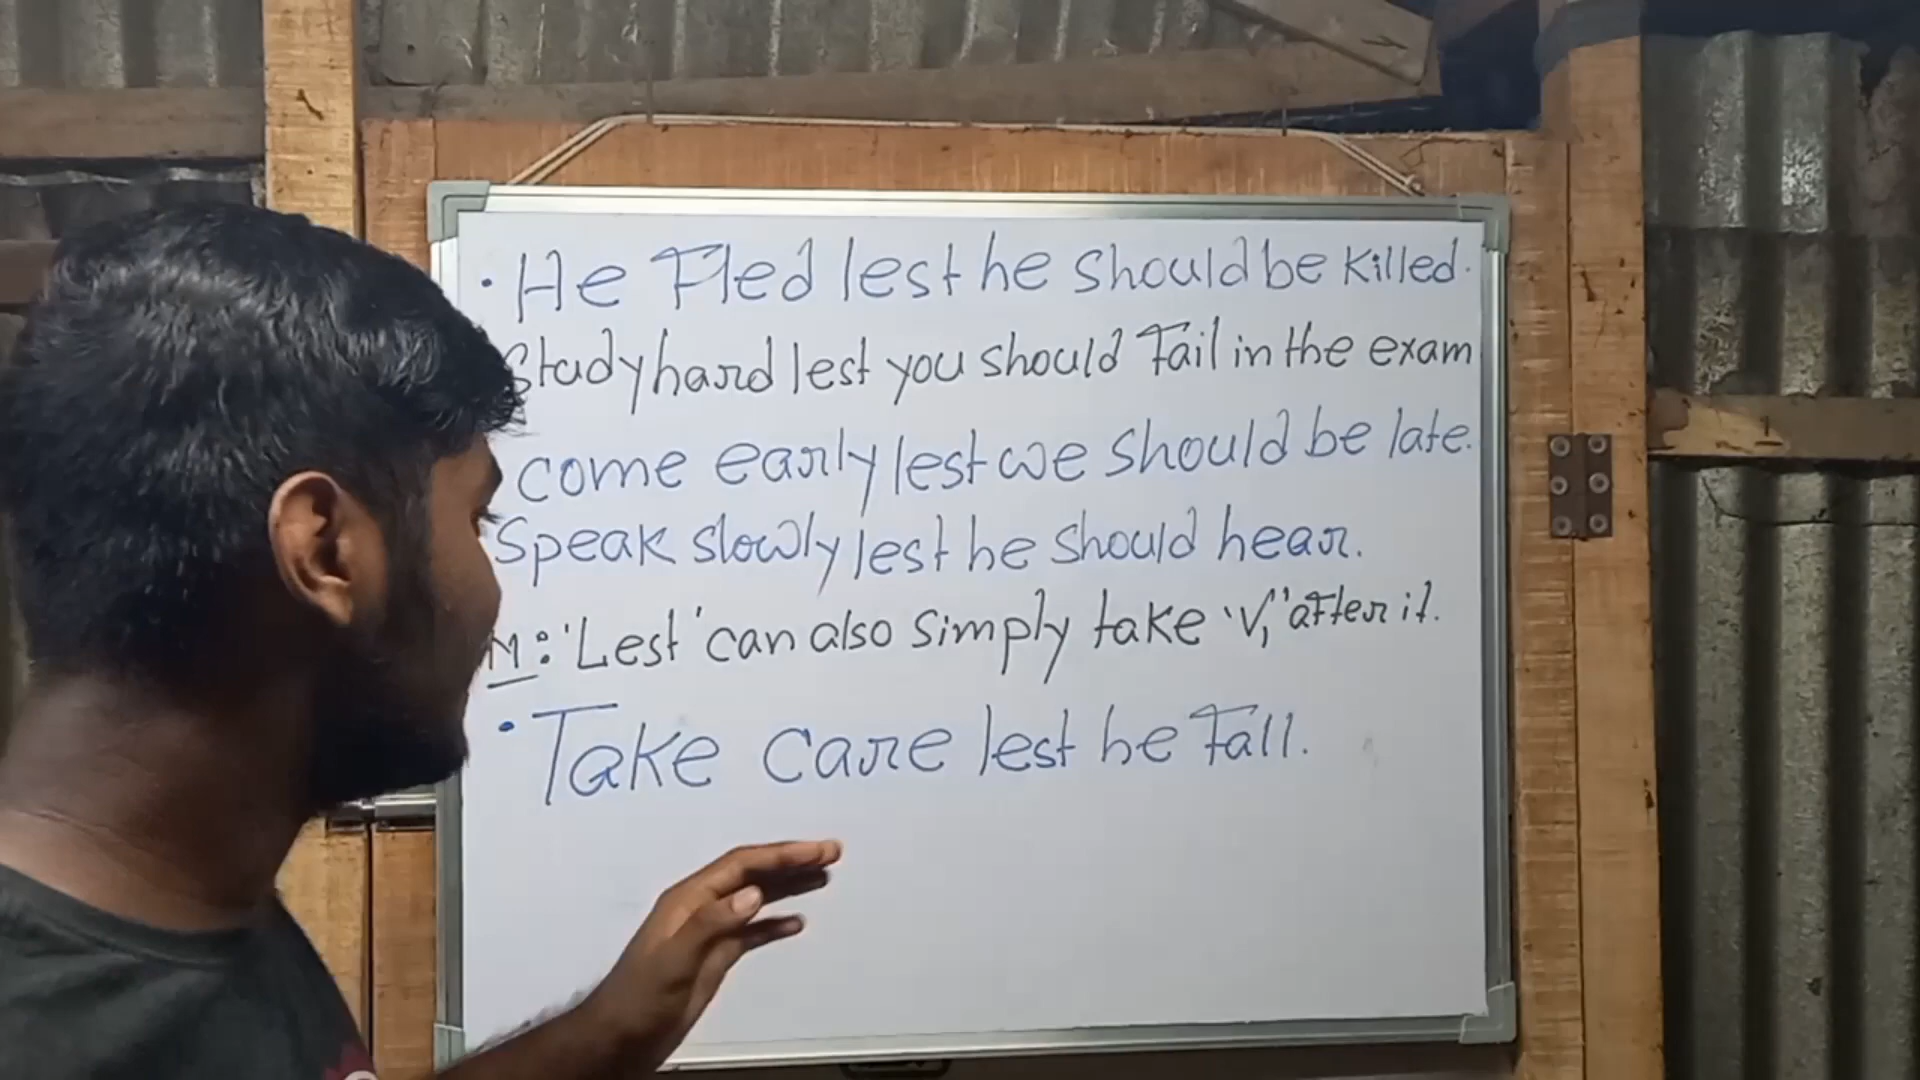 • He Fled lest he should be killed.
Study hard lest you should Fail in the exam
come early lest we should be late.
Speak slowly lest he should hear.
M: 'Lest' can also simply take 'V₁" after it.
• Take care lest he Fall.